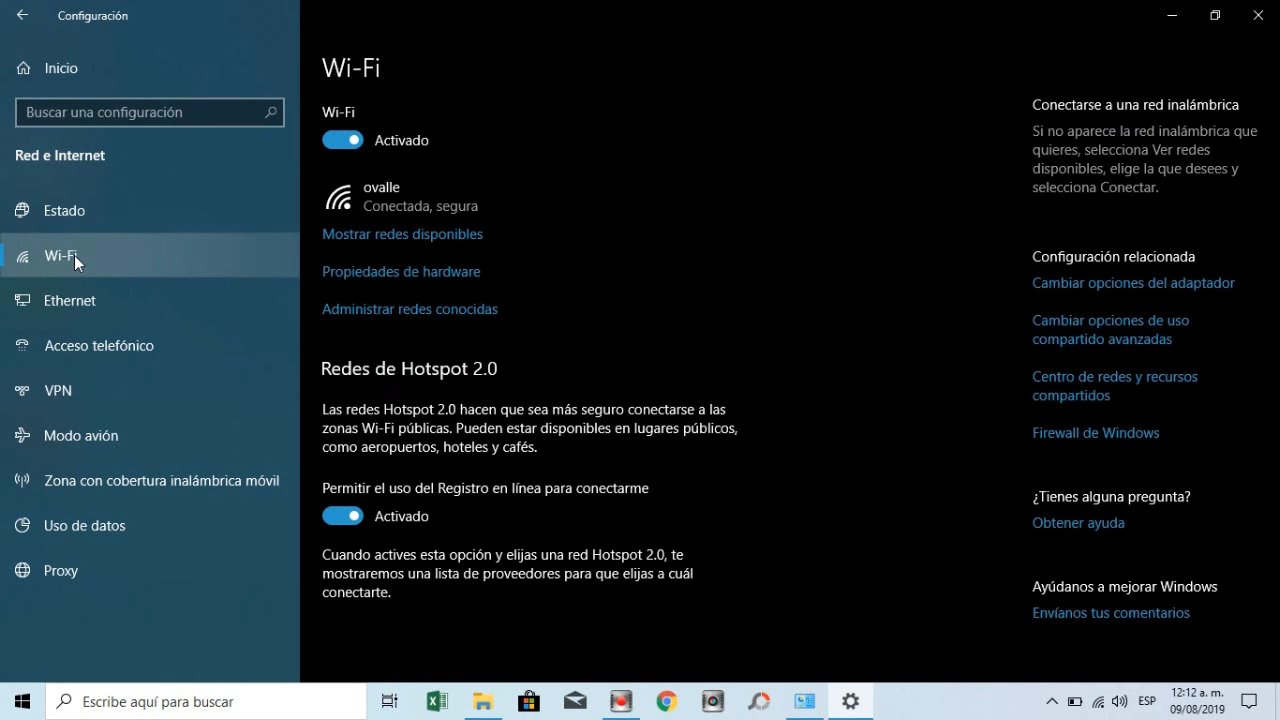 Configuración
Inicio
Buscar una configuración
Red e Internet
Estado
Wi-Fi
Ethernet
Acceso telefónico
VPN
Modo avión
Zona con cobertura inalámbrica móvil
Uso de datos
Proxy
Wi-Fi
Wi-Fi
Activado
ovalle
Conectada, segura
Mostrar redes disponibles
Propiedades de hardware
Administrar redes conocidas
Redes de Hotspot 2.0
Las redes Hotspot 2.0 hacen que sea más seguro conectarse a las
zonas Wi-Fi públicas. Pueden estar disponibles en lugares públicos,
como aeropuertos, hoteles y cafés.
Permitir el uso del Registro en línea para conectarme
Activado
Cuando actives esta opción y elijas una red Hotspot 2.0, te
mostraremos una lista de proveedores para que elijas a cuál
conectarte.
Conectarse a una red inalámbrica
Si no aparece la red inalámbrica que
quieres, selecciona Ver redes
disponibles, elige la que desees y
selecciona Conectar.
Configuración relacionada
Cambiar opciones del adaptador
Cambiar opciones de uso
compartido avanzadas
Centro de redes y recursos
compartidos
Firewall de Windows
¿Tienes alguna pregunta?
Obtener ayuda
Ayúdanos a mejorar Windows
Envíanos tus comentarios
Escribe aquí para buscar
ESP
12:12 a. m.
09/08/2019